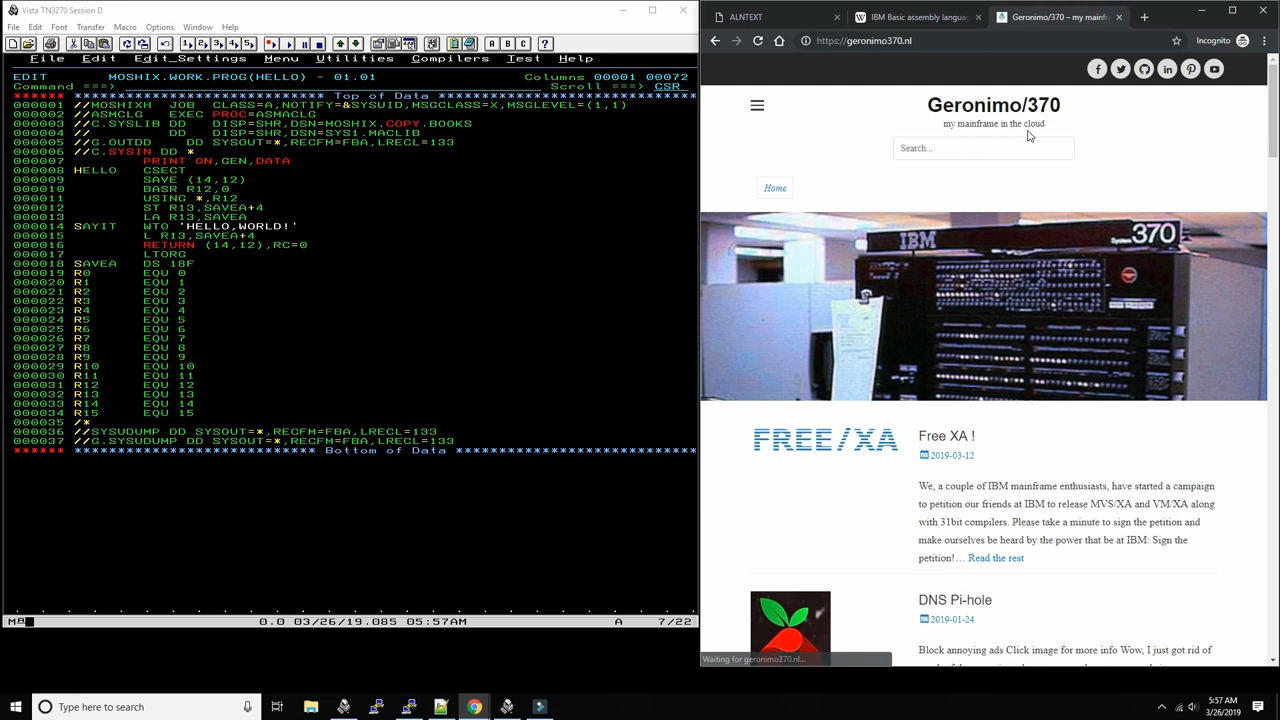 Vista TN3270 Session D
File Edit Font Transfer Macro Options Window Help
A B C ?
File Edit Edit_Settings Menu Utilities Compilers Test Help
EDIT MOSHIX.WORK.PROG(HELLO) - 01.01 Columns 00001 00072
Command ===> Scroll ===> CSR
****** **************************** Top of Data ******************************
000001 //MOSHIXH JOB CLASS=A,NOTIFY=&SYSUID,MSGCLASS=X,MSGLEVEL=(1,1)
000002 //ASMCLG EXEC PROC=ASMACLG
000003 //C.SYSLIB DD DISP=SHR,DSN=MOSHIX.COPY.BOOKS
000004 // DD DISP=SHR,DSN=SYS1.MACLIB
000005 //G.OUTDD DD SYSOUT=*,RECFM=FBA,LRECL=133
000006 //C.SYSIN DD *
000007 PRINT ON,GEN,DATA
000008 HELLO CSECT
000009 SAVE (14,12)
000010 BASR R12,0
000011 USING *,R12
000012 ST R13,SAVEA+4
000013 LA R13,SAVEA
000014 SAYIT WTO 'HELLO,WORLD!'
000015 L R13,SAVEA+4
000016 RETURN (14,12),RC=0
000017 LTORG
000018 SAVEA DS 18F
000019 R0 EQU 0
000020 R1 EQU 1
000021 R2 EQU 2
000022 R3 EQU 3
000023 R4 EQU 4
000024 R5 EQU 5
000025 R6 EQU 6
000026 R7 EQU 7
000027 R8 EQU 8
000028 R9 EQU 9
000029 R10 EQU 10
000030 R11 EQU 11
000031 R12 EQU 12
000032 R13 EQU 13
000033 R14 EQU 14
000034 R15 EQU 15
000035 /*
000036 //SYSUDUMP DD SYSOUT=*,RECFM=FBA,LRECL=133
000037 //G.SYSUDUMP DD SYSOUT=*,RECFM=FBA,LRECL=133
****** *************************** Bottom of Data *****************************
0.0 03/26/19.085 05:57AM A 7/22
ALNTEXT
IBM Basic assembly langua
Geronimo/370 – my mainfr
https://geronimo370.nl
Incognito
Geronimo/370
my mainframe in the cloud
Search...
Home
IBM
System 370
FREE/XA
Free XA !
2019-03-12
We, a couple of IBM mainframe enthusiasts, have started a campaign
to petition our friends at IBM to release MVS/XA and VM/XA along
with 31bit compilers. Please take a minute to sign the petition and
make ourselves be heard by the power that be at IBM: Sign the
petition!… Read the rest
DNS Pi-hole
2019-01-24
Block annoying ads Click image for more info Wow, I just got rid of
Waiting for geronimo370.nl...
Type here to search
5:57 AM
3/26/2019